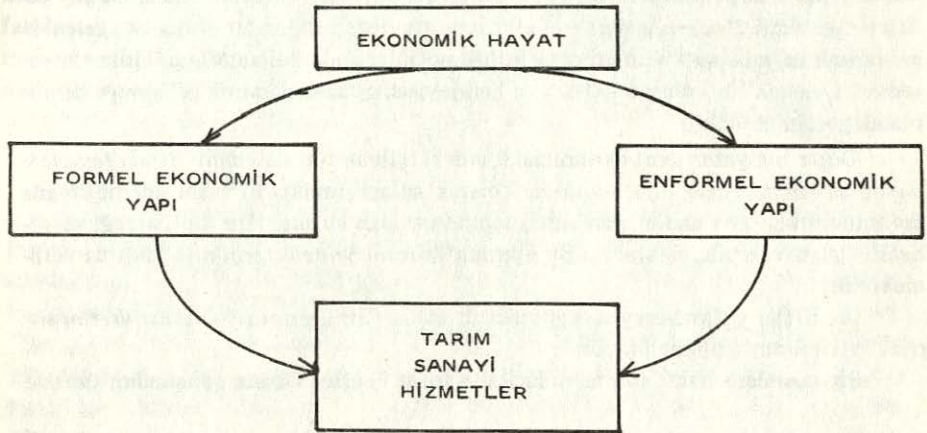 EKONOMİK HAYAT
FORMEL EKONOMİK
YAPI
ENFORMEL EKONOMİK
YAPI
TARIM
SANAYİ
HİZMETLER